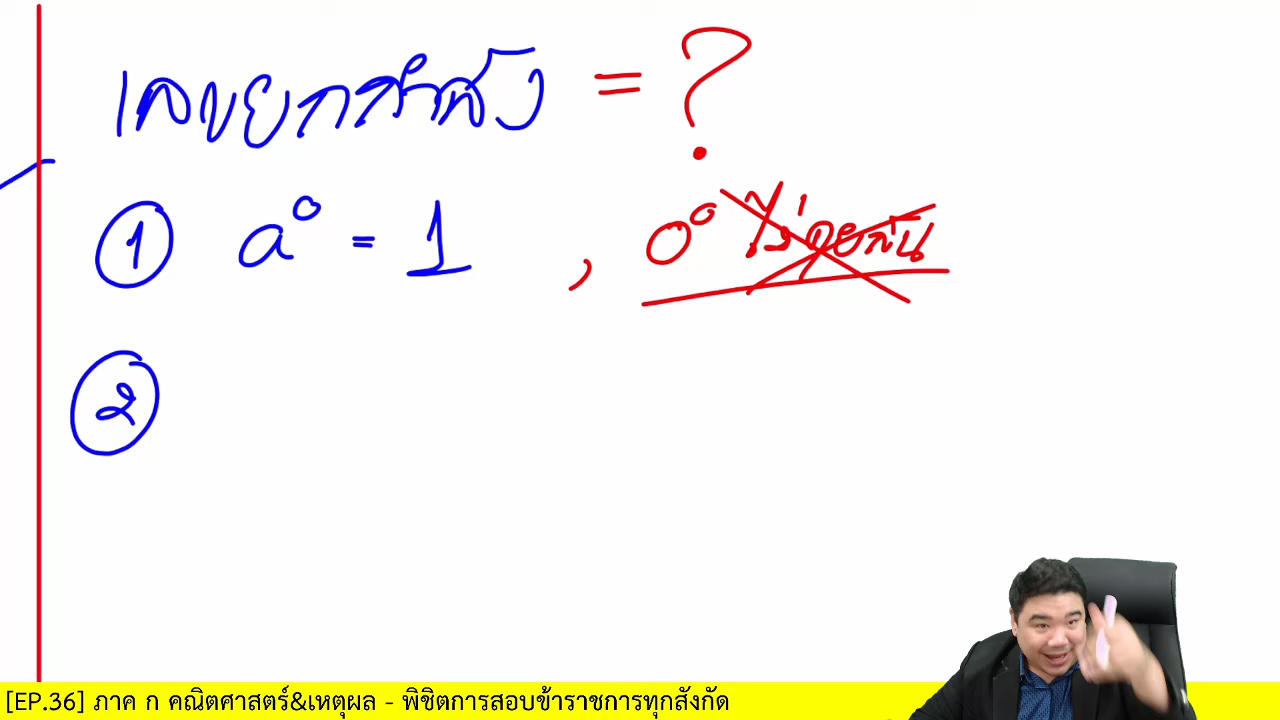 เลขยกกำลัง = ?
① a⁰ = 1 , 0⁰ ไม่คุยกัน
②
[EP.36] ภาค ก คณิตศาสตร์&เหตุผล - พิชิตการสอบข้าราชการทุกสังกัด